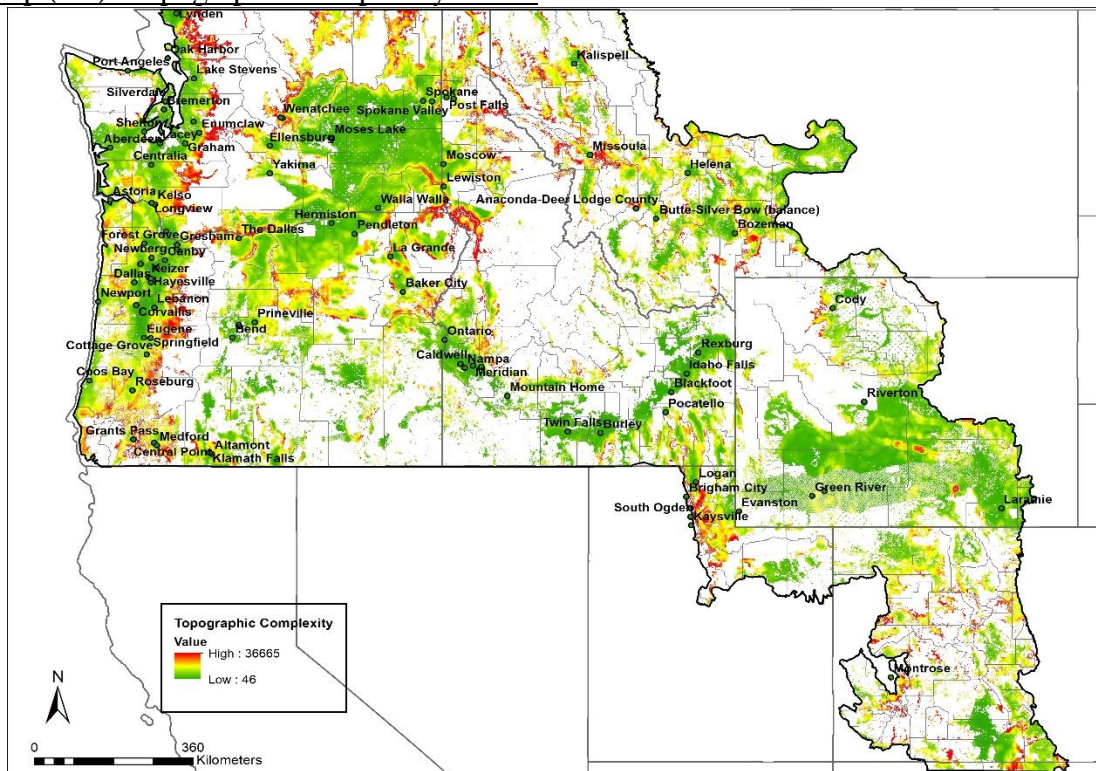 Lynden
Oak Harbor
Port Angeles
Lake Stevens
Kalispell
Silverdale
Bremerton
Spokane
Spokane Valley
Post Falls
Wenatchee
Shelton
Enumclaw
Moses Lake
Lacey
Aberdeen
Graham
Ellensburg
Missoula
Centralia
Yakima
Moscow
Helena
Lewiston
Astoria
Kelso
Longview
Walla Walla
Anaconda-Deer Lodge County
Butte-Silver Bow (balance)
Hermiston
Pendleton
The Dalles
Bozeman
Forest Grove
Gresham
Newberg
Canby
La Grande
Dallas
Keizer
Hayesville
Baker City
Newport
Lebanon
Corvallis
Cody
Prineville
Bend
Ontario
Eugene
Springfield
Cottage Grove
Rexburg
Caldwell
Nampa
Meridian
Idaho Falls
Coos Bay
Roseburg
Mountain Home
Blackfoot
Riverton
Pocatello
Twin Falls
Burley
Grants Pass
Medford
Central Point
Altamont
Klamath Falls
Logan
Brigham City
Green River
South Ogden
Kaysville
Evanston
Laramie
Topographic Complexity
Value
High : 36665
Low : 46
N
Montrose
0
360
Kilometers